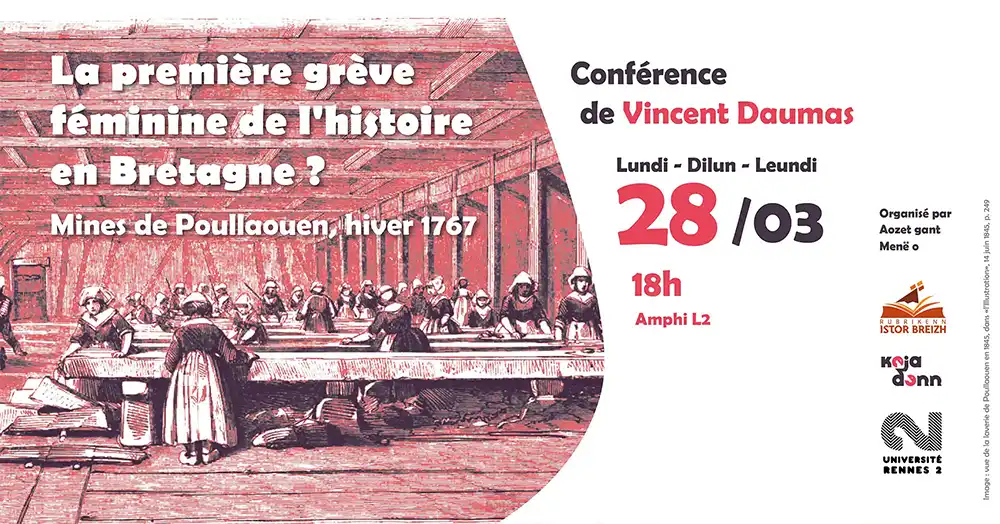 La première grève
féminine de l'histoire
en Bretagne ?
Mines de Poullaouen, hiver 1767
Conférence
de Vincent Daumas
Lundi - Dilun - Leundi
28/03
18h
Amphi L2
Organisé par
Aozet gant
Menë o
RUBRIKENN
ISTOR BREIZH
Koja
donn
UNIVERSITÉ
RENNES 2
Image : vue de la laverie de Poullaouen en 1845, dans «l'Illustration», 14 juin 1845, p. 249